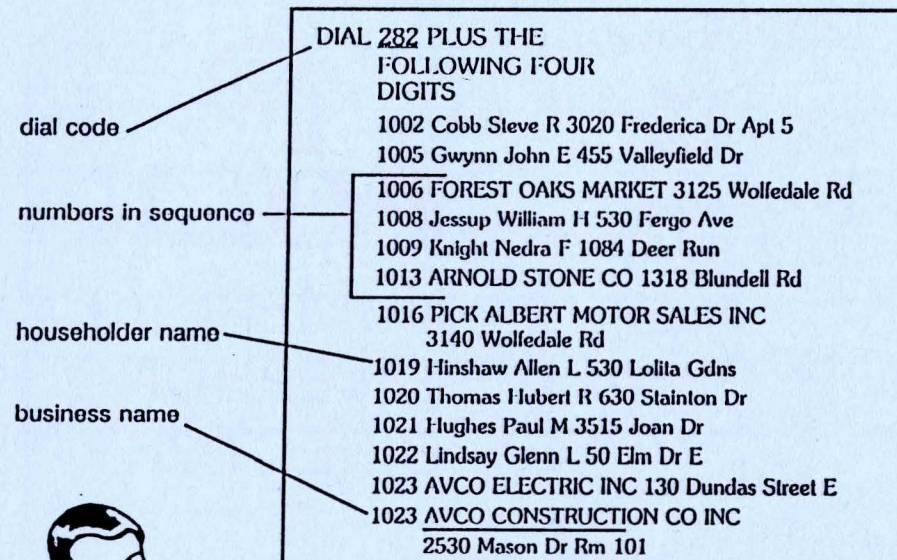 DIAL 282 PLUS THE
FOLLOWING FOUR
DIGITS
dial code
1002 Cobb Steve R 3020 Frederica Dr Apt 5
1005 Gwynn John E 455 Valleyfield Dr
1006 FOREST OAKS MARKET 3125 Wolfedale Rd
numbers in sequence
1008 Jessup William H 530 Fergo Ave
1009 Knight Nedra F 1084 Deer Run
1013 ARNOLD STONE CO 1318 Blundell Rd
1016 PICK ALBERT MOTOR SALES INC
3140 Wolfedale Rd
householder name
1019 Hinshaw Allen L 530 Lolita Gdns
1020 Thomas Hubert R 630 Stainton Dr
business name
1021 Hughes Paul M 3515 Joan Dr
1022 Lindsay Glenn L 50 Elm Dr E
1023 AVCO ELECTRIC INC 130 Dundas Street E
1023 AVCO CONSTRUCTION CO INC
2530 Mason Dr Rm 101